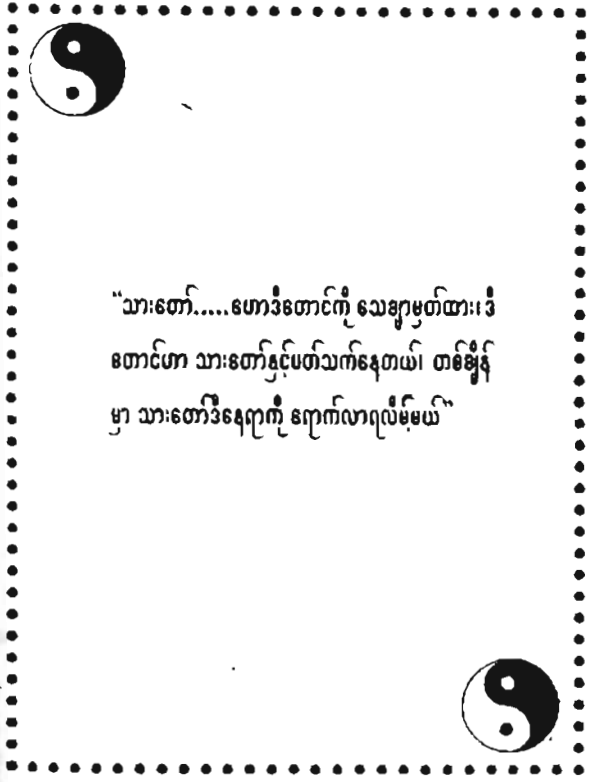 “သားတော်.....ဟောဒီတောင်ကို သေချာမှတ်ထား၊ ဒီ
တောင်ဟာ သားတော်နှင့်ပတ်သက်နေတယ်၊ တစ်ချိန်
မှာ သားတော်ဒီနေရာကို ရောက်လာရလိမ့်မယ်”